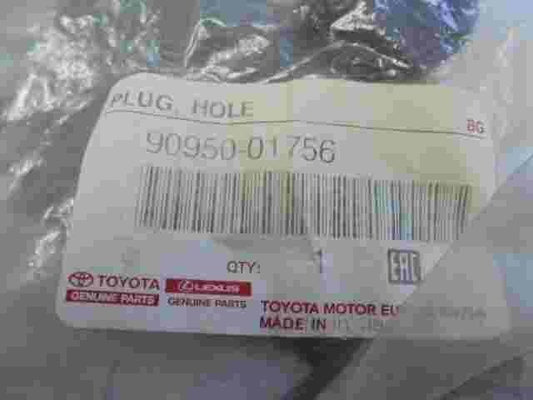 PLUG, HOLE
BG
90950-01756
QTY: 1
EAC
TOYOTA
GENUINE PARTS
LEXUS
GENUINE PARTS
TOYOTA MOTOR EU
MADE IN